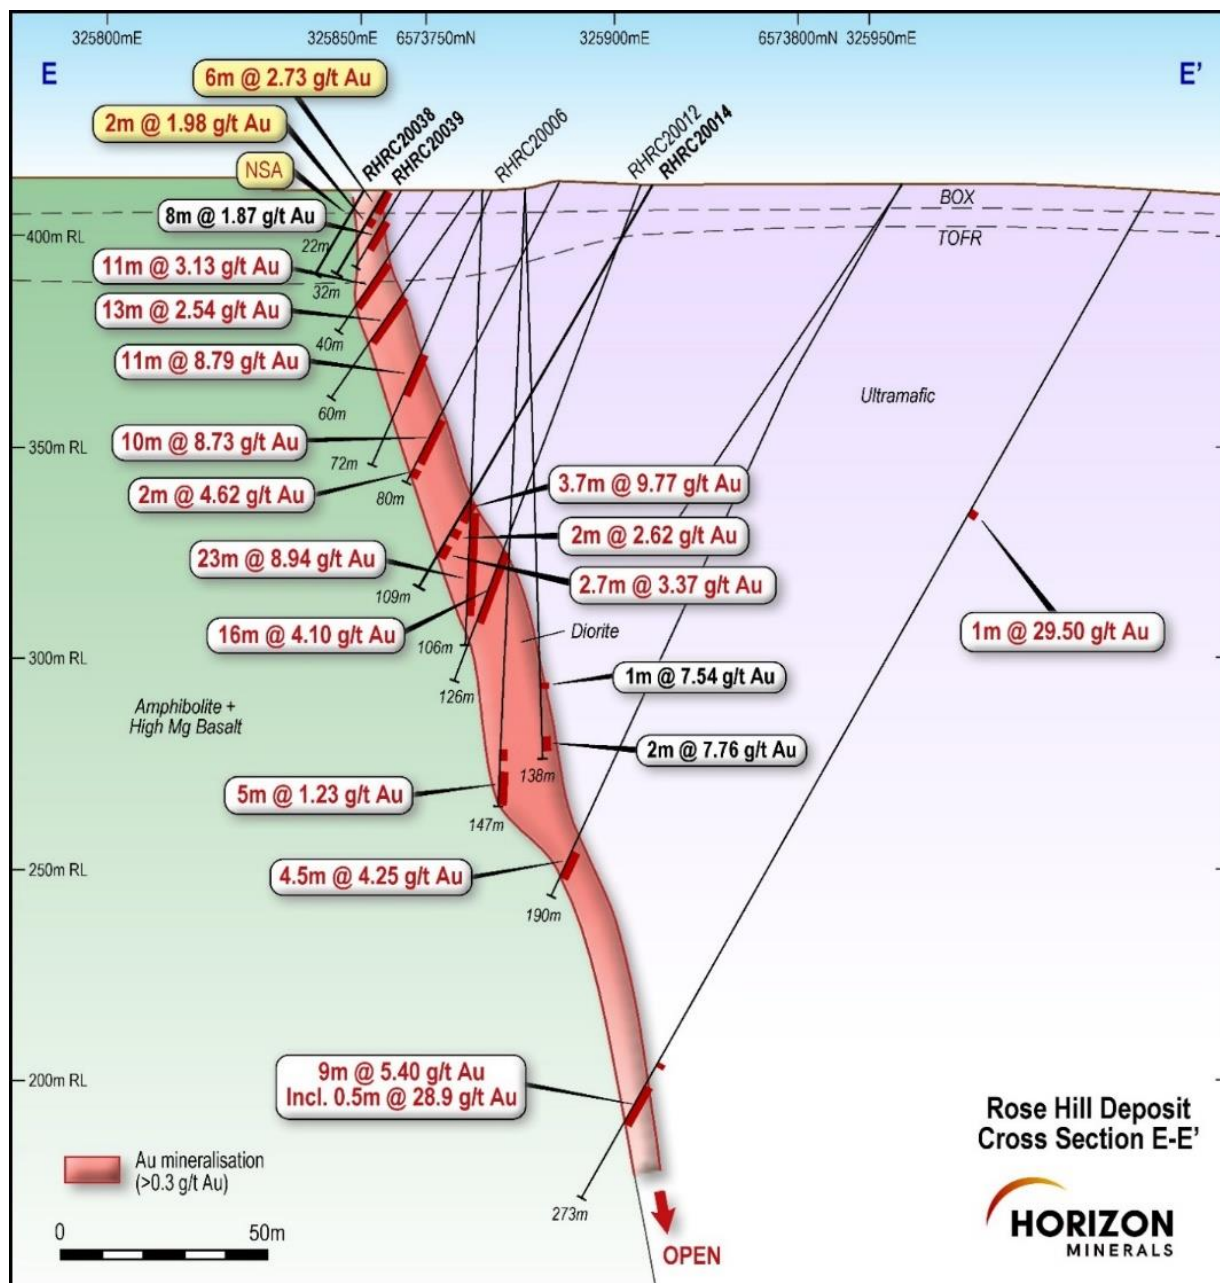 325800mE
325850mE
6573750mN
325900mE
6573800mN
325950mE
E
E'
6m @ 2.73 g/t Au
2m @ 1.98 g/t Au
NSA
RHRC20038
RHRC20039
RHRC20006
RHRC20012
RHRC20014
8m @ 1.87 g/t Au
BOX
TOFR
400m RL
22m
11m @ 3.13 g/t Au
32m
13m @ 2.54 g/t Au
40m
11m @ 8.79 g/t Au
60m
Ultramafic
350m RL
10m @ 8.73 g/t Au
72m
2m @ 4.62 g/t Au
80m
3.7m @ 9.77 g/t Au
2m @ 2.62 g/t Au
23m @ 8.94 g/t Au
2.7m @ 3.37 g/t Au
109m
16m @ 4.10 g/t Au
106m
Diorite
1m @ 29.50 g/t Au
300m RL
126m
1m @ 7.54 g/t Au
Amphibolite +
High Mg Basalt
2m @ 7.76 g/t Au
138m
5m @ 1.23 g/t Au
147m
250m RL
4.5m @ 4.25 g/t Au
190m
200m RL
9m @ 5.40 g/t Au
Incl. 0.5m @ 28.9 g/t Au
Rose Hill Deposit
Cross Section E-E'
Au mineralisation
(>0.3 g/t Au)
273m
0
50m
OPEN
HORIZON
MINERALS